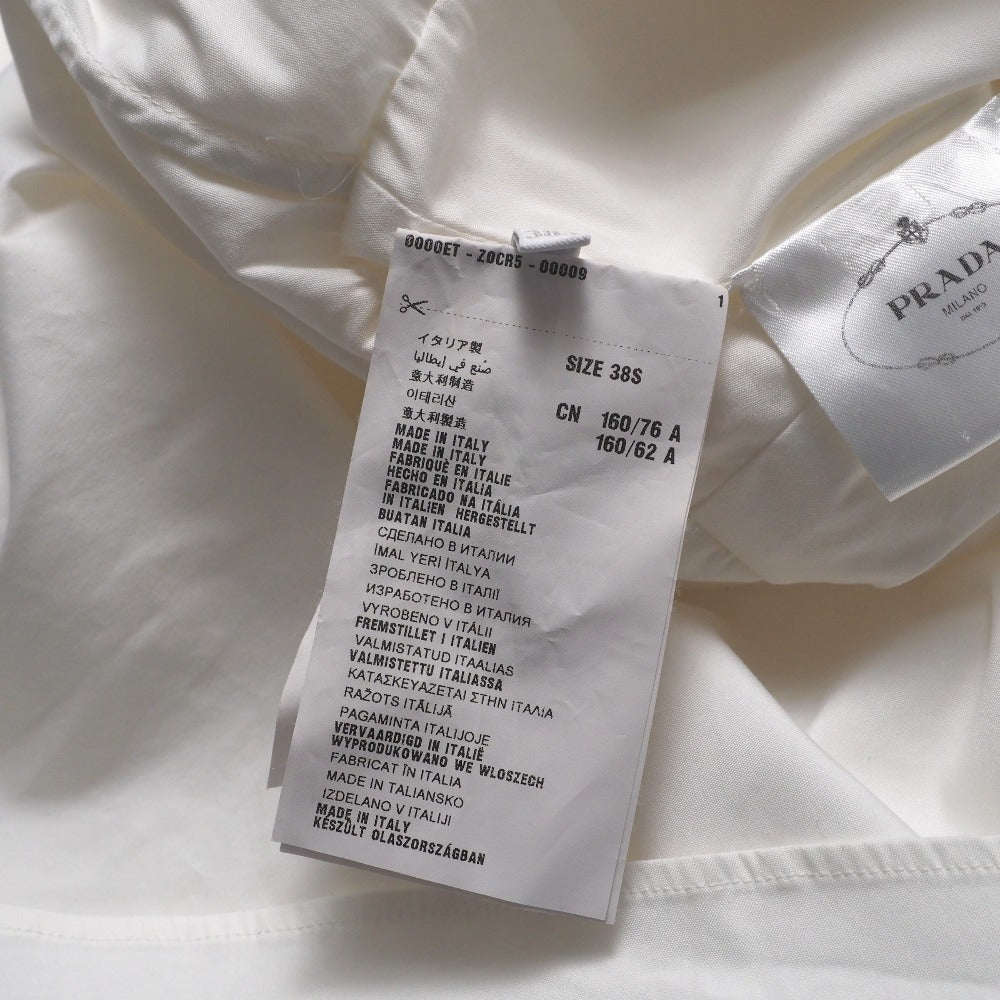 0000ET - Z0CR5 - 00009
1
イタリア製
صنع في إيطاليا
意大利制造
이테리산
意大利製造
MADE IN ITALY
MADE IN ITALY
FABRIQUÉ EN ITALIE
HECHO EN ITALIA
FABRICADO NA ITÁLIA
IN ITALIEN HERGESTELLT
BUATAN ITALIA
СДЕЛАНО В ИТАЛИИ
İMAL YERİ İTALYA
ЗРОБЛЕНО В ІТАЛІЇ
ИЗРАБОТЕНО В ИТАЛИЯ
VYROBENO V ITÁLII
FREMSTILLET I ITALIEN
VALMISTATUD ITAALIAS
VALMISTETTU ITALIASSA
ΚΑΤΑΣΚΕΥΑΖΕΤΑΙ ΣΤΗΝ ΙΤΑΛΙΑ
RAŽOTS ITĀLIJĀ
PAGAMINTA ITALIJOJE
VERVAARDIGD IN ITALIË
WYPRODUKOWANO WE WLOSZECH
FABRICAT ÎN ITALIA
MADE IN TALIANSKO
IZDELANO V ITALIJI
MADE IN ITALY
KÉSZÜLT OLASZORSZÁGBAN
SIZE 38S
CN 160/76 A
160/62 A
PRADA
MILANO
DAL 1913